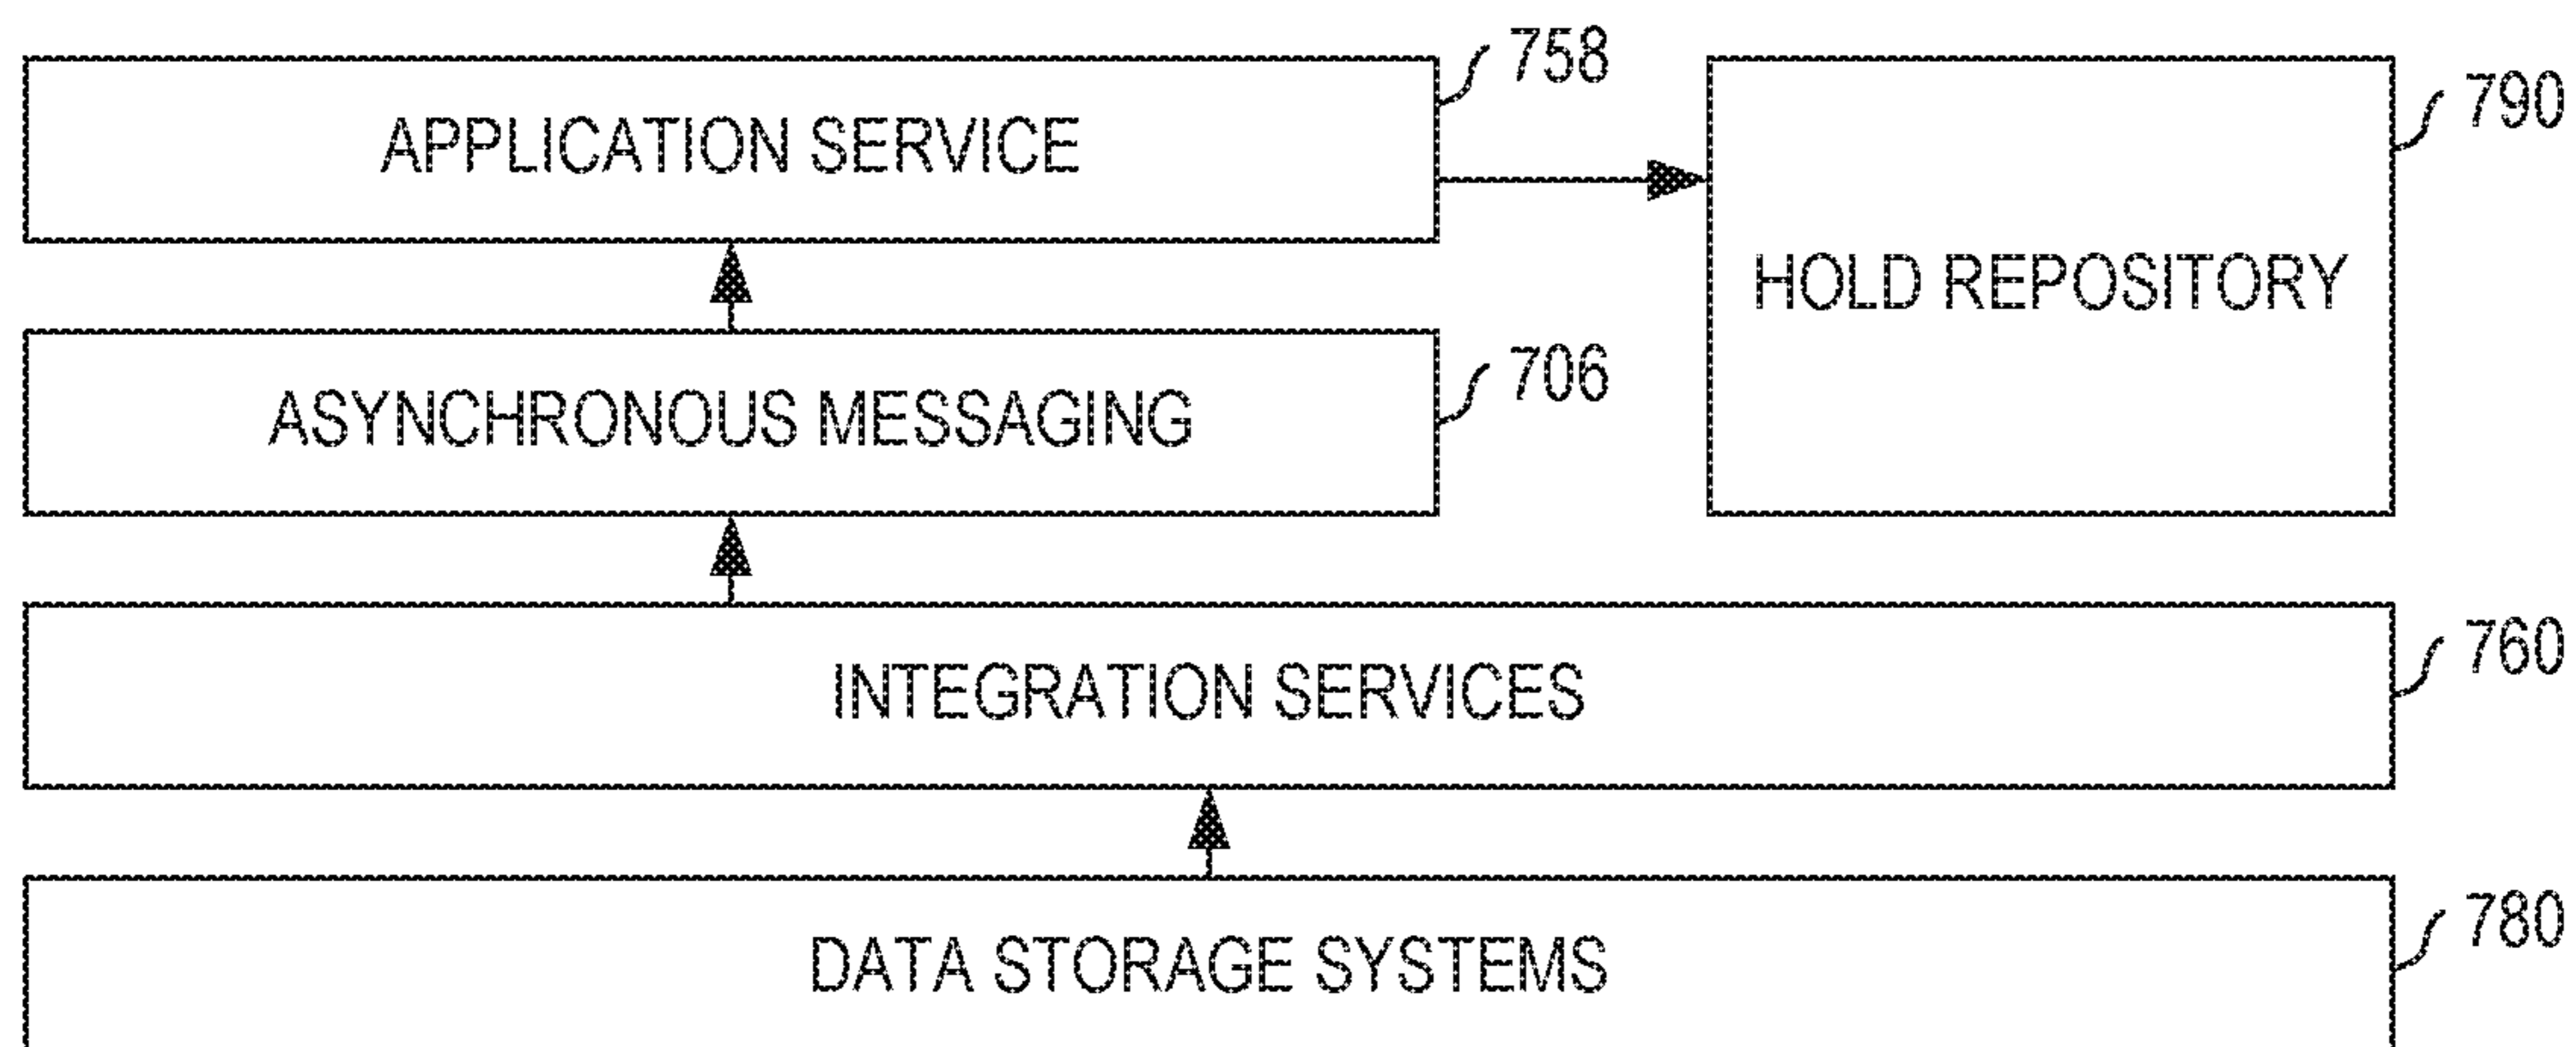 APPLICATION SERVICE
758
HOLD REPOSITORY
790
ASYNCHRONOUS MESSAGING
706
INTEGRATION SERVICES
760
DATA STORAGE SYSTEMS
780